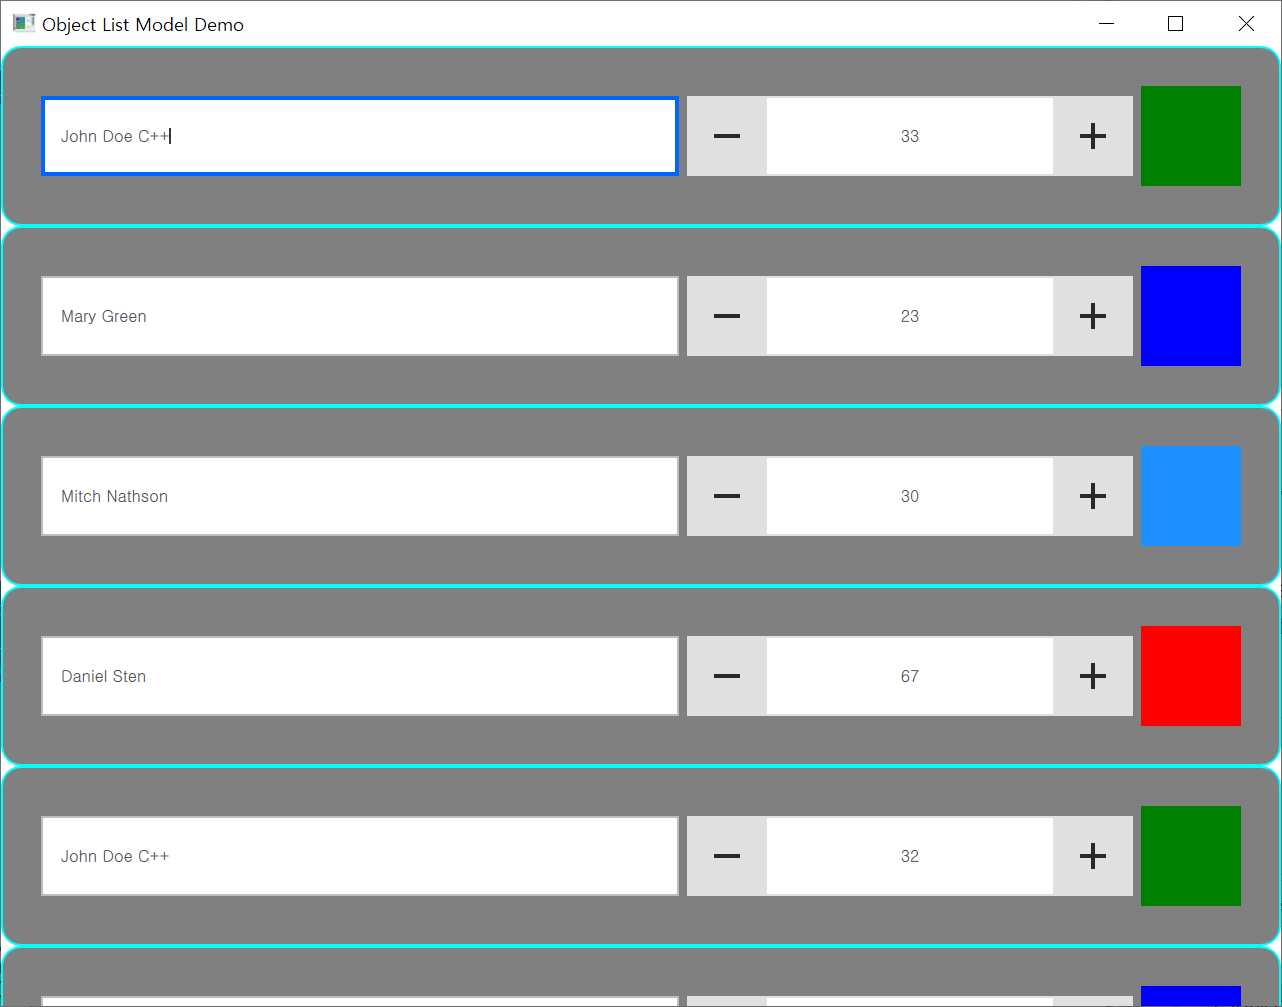 Object List Model Demo
John Doe C++ 33
Mary Green 23
Mitch Nathson 30
Daniel Sten 67
John Doe C++ 32